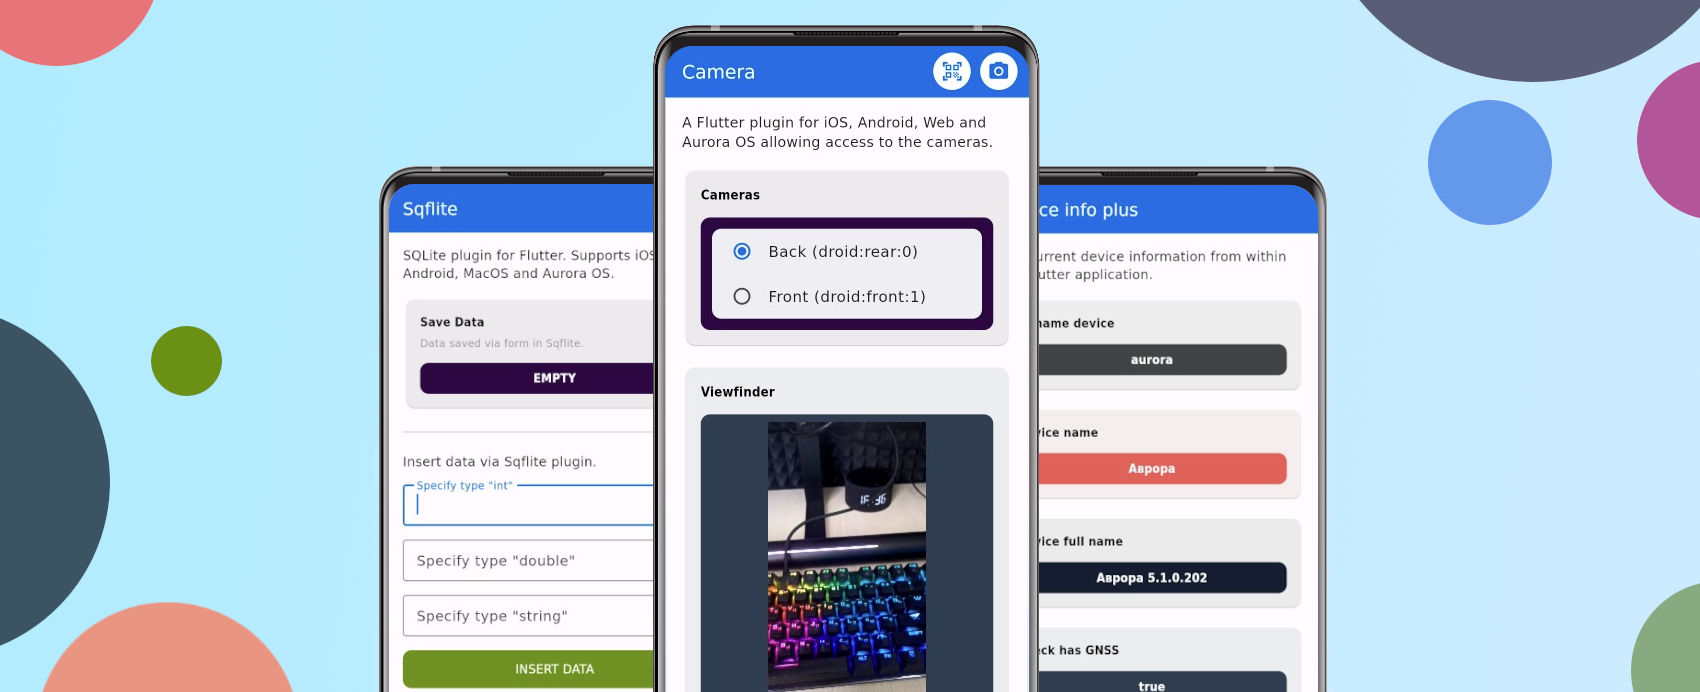 Camera
A Flutter plugin for iOS, Android, Web and
Aurora OS allowing access to the cameras.
Cameras
Back (droid:rear:0)
Front (droid:front:1)
Viewfinder
Sqflite
SQLite plugin for Flutter. Supports iOS
Android, MacOS and Aurora OS.
Save Data
Data saved via form in Sqflite.
EMPTY
Insert data via Sqflite plugin.
Specify type "int"
Specify type "double"
Specify type "string"
INSERT DATA
ce info plus
urrent device information from within
utter application.
name device
aurora
vice name
Аврора
vice full name
Аврора 5.1.0.202
eck has GNSS
true